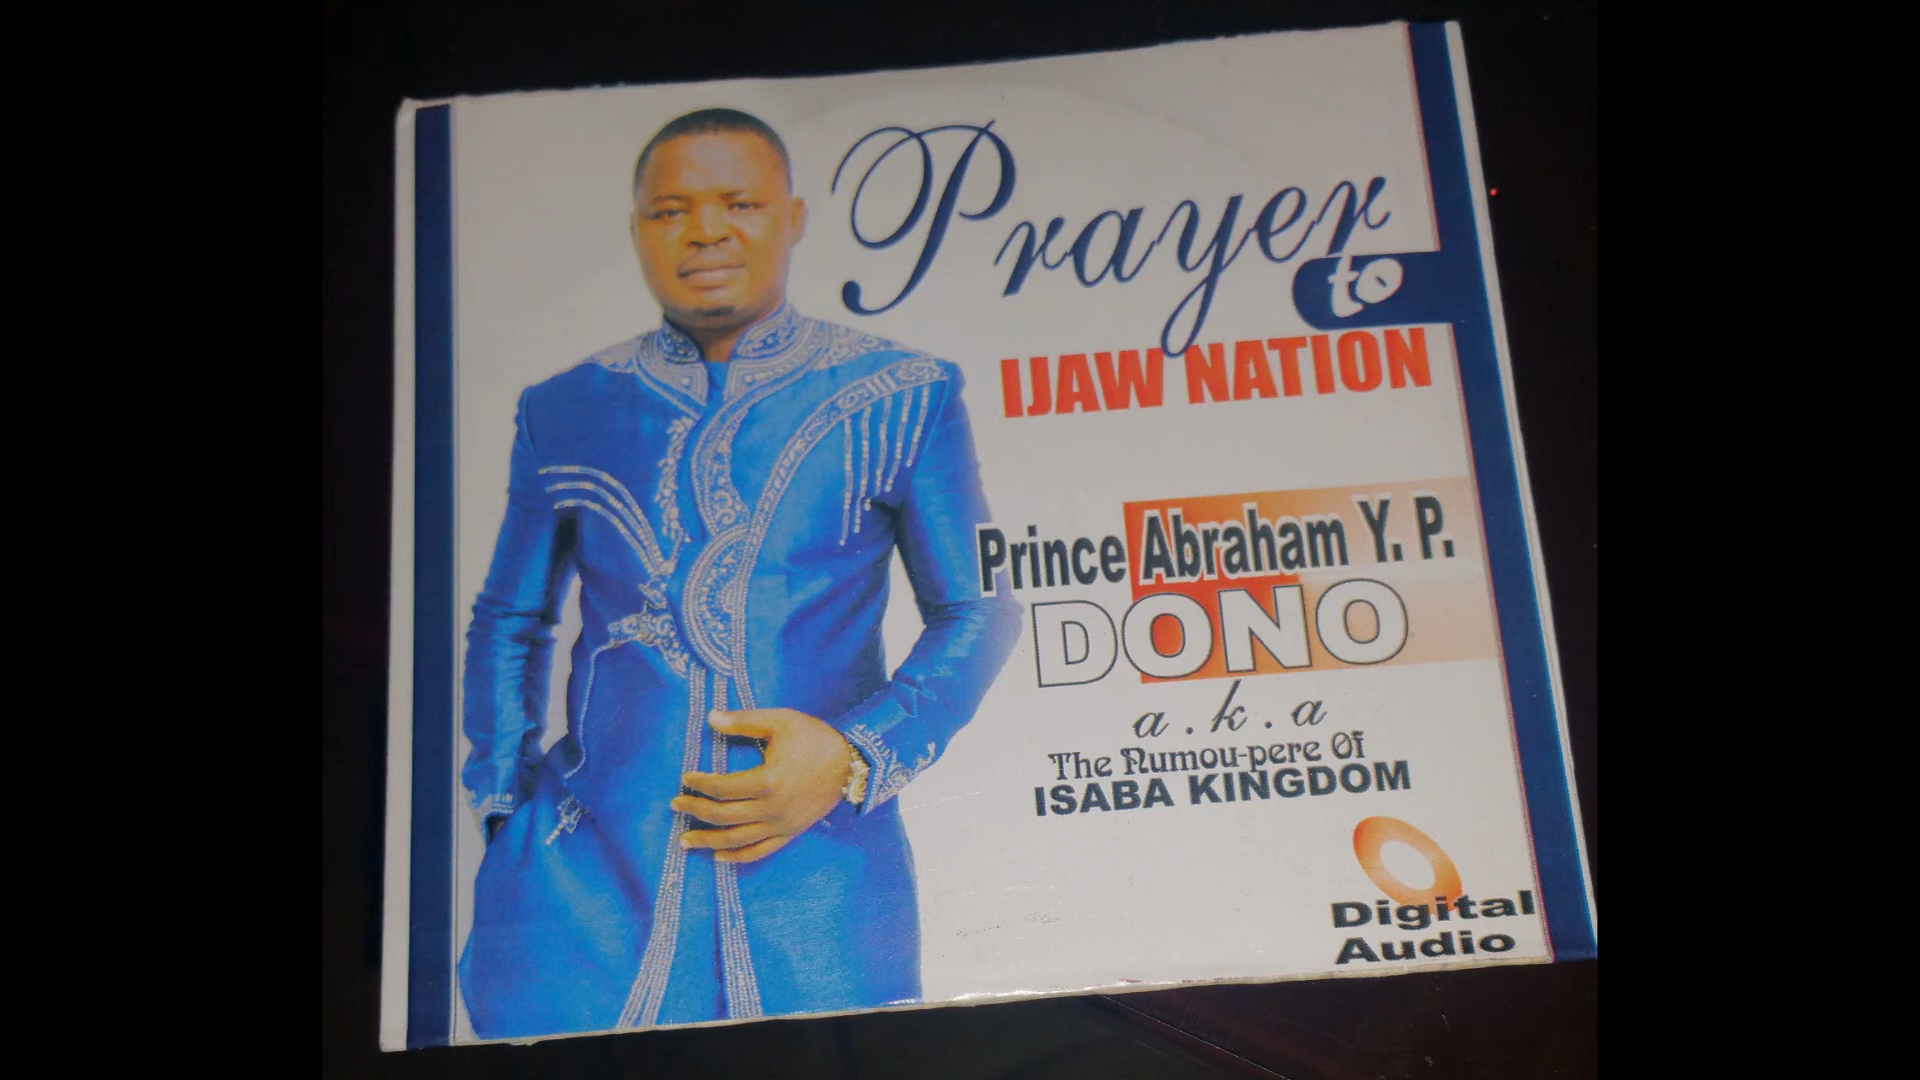 Prayer
to
IJAW NATION
Prince Abraham Y. P.
DONO
a . k . a
The Numou-pere Of
ISABA KINGDOM
Digital
Audio